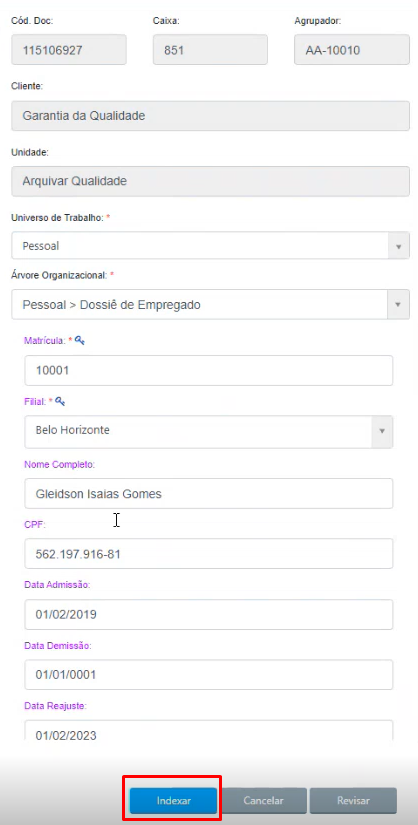 Cód. Doc: Caixa: Agrupador:
115106927 851 AA-10010
Cliente:
Garantia da Qualidade
Unidade:
Arquivar Qualidade
Universo de Trabalho: *
Pessoal
Árvore Organizacional: *
Pessoal > Dossiê de Empregado
Matrícula: *
10001
Filial: *
Belo Horizonte
Nome Completo:
Gleidson Isaias Gomes
CPF:
562.197.916-81
Data Admissão:
01/02/2019
Data Demissão:
01/01/0001
Data Reajuste:
01/02/2023
Indexar Cancelar Revisar